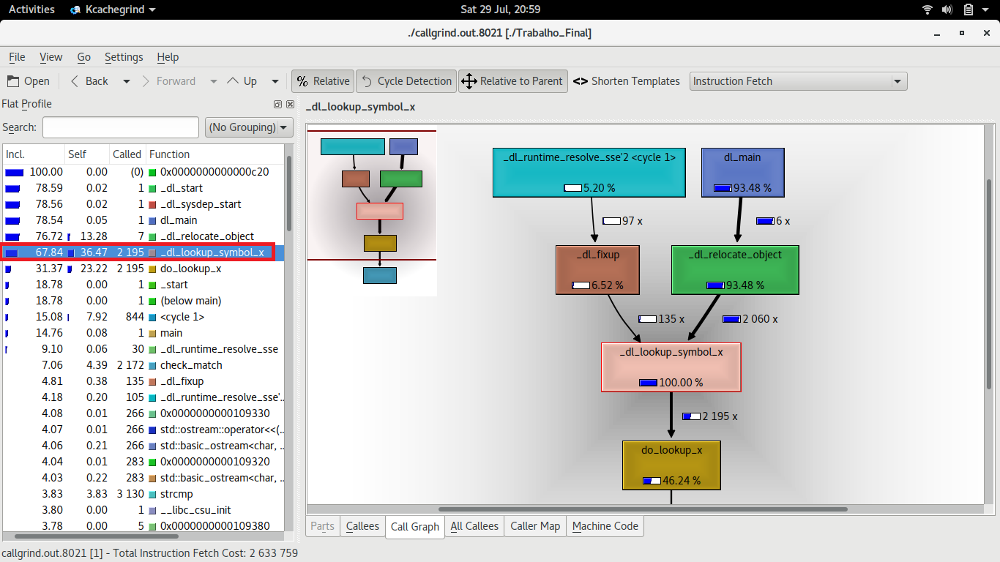 Activities Kcachegrind Sat 29 Jul, 20:59
./callgrind.out.8021 [./Trabalho_Final]
File View Go Settings Help
Open Back Forward Up % Relative Cycle Detection Relative to Parent <> Shorten Templates Instruction Fetch
Flat Profile
Search: (No Grouping)
Incl. Self Called Function
100.00 0.00 (0) 0x0000000000000c20
78.59 0.02 1 _dl_start
78.56 0.02 1 _dl_sysdep_start
78.54 0.05 1 dl_main
76.72 13.28 7 _dl_relocate_object
67.84 36.47 2 195 _dl_lookup_symbol_x
31.37 23.22 2 195 do_lookup_x
18.78 0.00 1 _start
18.78 0.00 1 (below main)
15.08 7.92 844 <cycle 1>
14.76 0.08 1 main
9.10 0.06 30 _dl_runtime_resolve_sse
7.06 4.39 2 172 check_match
4.81 0.38 135 _dl_fixup
4.18 0.20 105 _dl_runtime_resolve_sse'..
4.08 0.01 266 0x0000000000109330
4.07 0.01 266 std::ostream::operator<<(..
4.06 0.21 266 std::basic_ostream<char, ..
4.04 0.01 283 0x0000000000109320
4.03 0.22 283 std::basic_ostream<char, ..
3.83 3.83 3 130 strcmp
3.80 0.00 1 __libc_csu_init
3.78 0.00 5 0x0000000000109380
_dl_lookup_symbol_x
_dl_runtime_resolve_sse'2 <cycle 1>
5.20 %
dl_main
93.48 %
97 x
6 x
_dl_fixup
6.52 %
_dl_relocate_object
93.48 %
135 x
2 060 x
_dl_lookup_symbol_x
100.00 %
2 195 x
do_lookup_x
46.24 %
Parts Callees Call Graph All Callees Caller Map Machine Code
callgrind.out.8021 [1] - Total Instruction Fetch Cost: 2 633 759